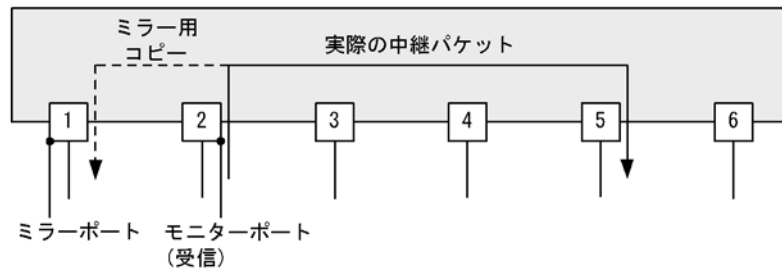 ミラー用
コピー
実際の中継パケット
1
2
3
4
5
6
ミラーポート
モニターポート
(受信)